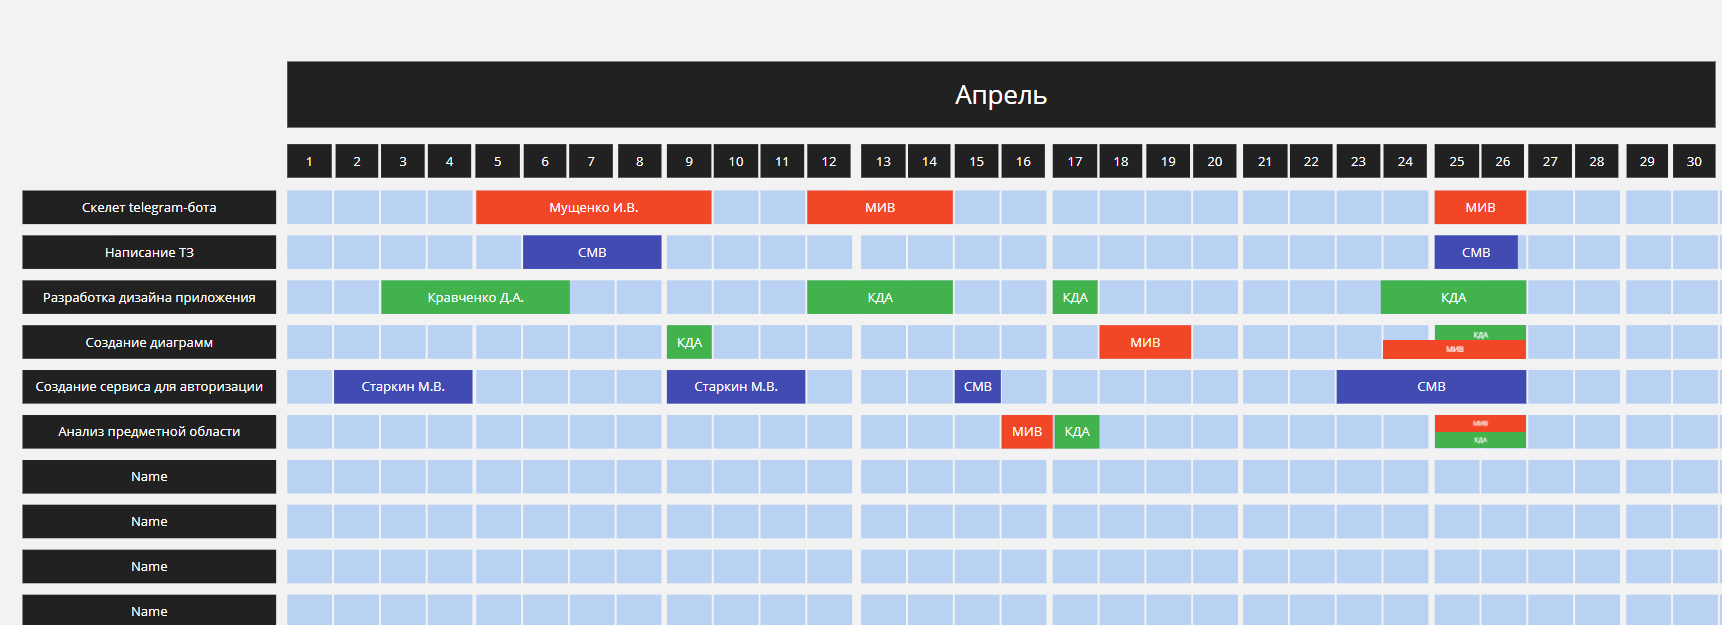 Апрель
1 2 3 4 5 6 7 8 9 10 11 12 13 14 15 16 17 18 19 20 21 22 23 24 25 26 27 28 29 30
Скелет telegram-бота Мущенко И.В. МИВ МИВ
Написание ТЗ СМВ СМВ
Разработка дизайна приложения Кравченко Д.А. КДА КДА КДА
Создание диаграмм КДА МИВ КДА
МИВ
Создание сервиса для авторизации Старкин М.В. Старкин М.В. СМВ СМВ
Анализ предметной области МИВ КДА МИВ
КДА
Name
Name
Name
Name